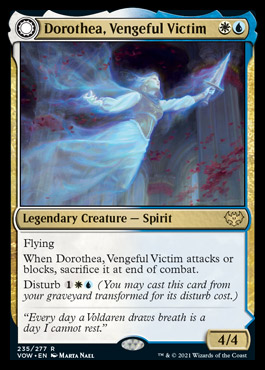 Dorothea, Vengeful Victim
Legendary Creature — Spirit
Flying
When Dorothea, Vengeful Victim attacks or
blocks, sacrifice it at end of combat.
Disturb 1 (You may cast this card from
your graveyard transformed for its disturb cost.)
“Every day a Voldaren draws breath is a
day I cannot rest.”
4/4
235/277 R
VOW • EN Marta Nael
™ & © 2021 Wizards of the Coast